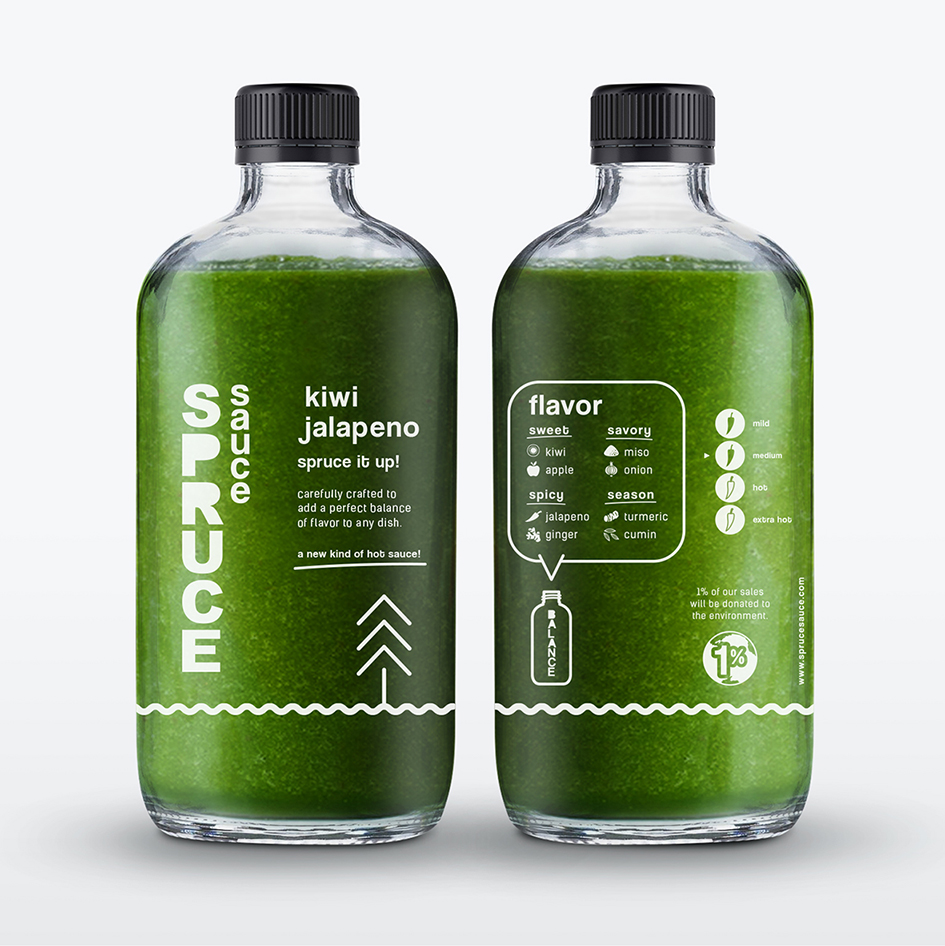 SPRUCE
sauce
kiwi
jalapeno
spruce it up!
carefully crafted to
add a perfect balance
of flavor to any dish.
a new kind of hot sauce!
flavor
sweet
kiwi
apple
savory
miso
onion
spicy
jalapeno
ginger
season
turmeric
cumin
BALANCE
mild
medium
hot
extra hot
1% of our sales
will be donated to
the environment.
1%
www.sprucesauce.com